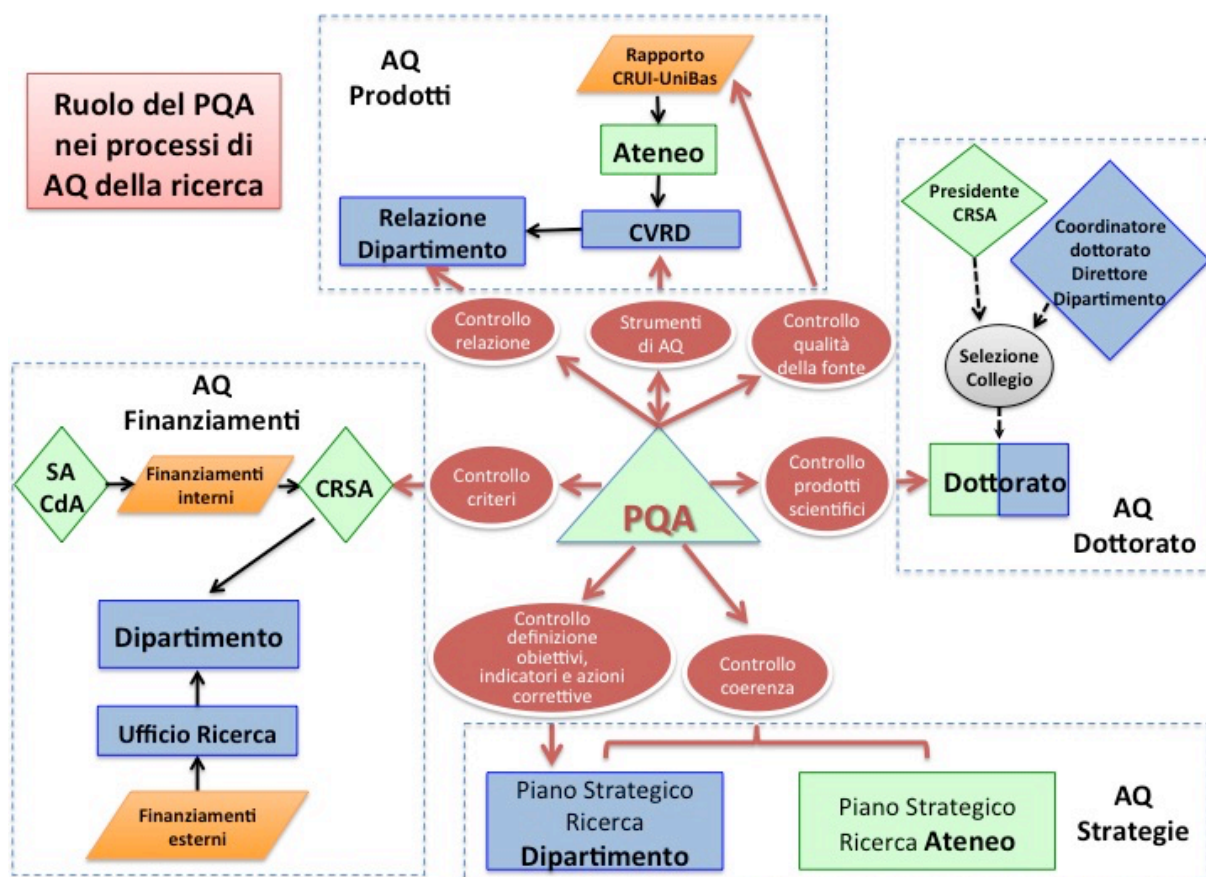 Ruolo del PQA
nei processi di
AQ della ricerca
AQ
Prodotti
Rapporto
CRUI-UniBas
Ateneo
CVRD
Relazione
Dipartimento
Presidente
CRSA
Coordinatore
dottorato
Direttore
Dipartimento
Selezione
Collegio
Dottorato
AQ
Dottorato
Controllo
relazione
Strumenti
di AQ
Controllo
qualità
della fonte
AQ
Finanziamenti
SA
CdA
Finanziamenti
interni
CRSA
Controllo
criteri
PQA
Controllo
prodotti
scientifici
Dipartimento
Ufficio Ricerca
Finanziamenti
esterni
Controllo
definizione
obiettivi,
indicatori e azioni
correttive
Controllo
coerenza
Piano Strategico
Ricerca
Dipartimento
Piano Strategico
Ricerca Ateneo
AQ
Strategie